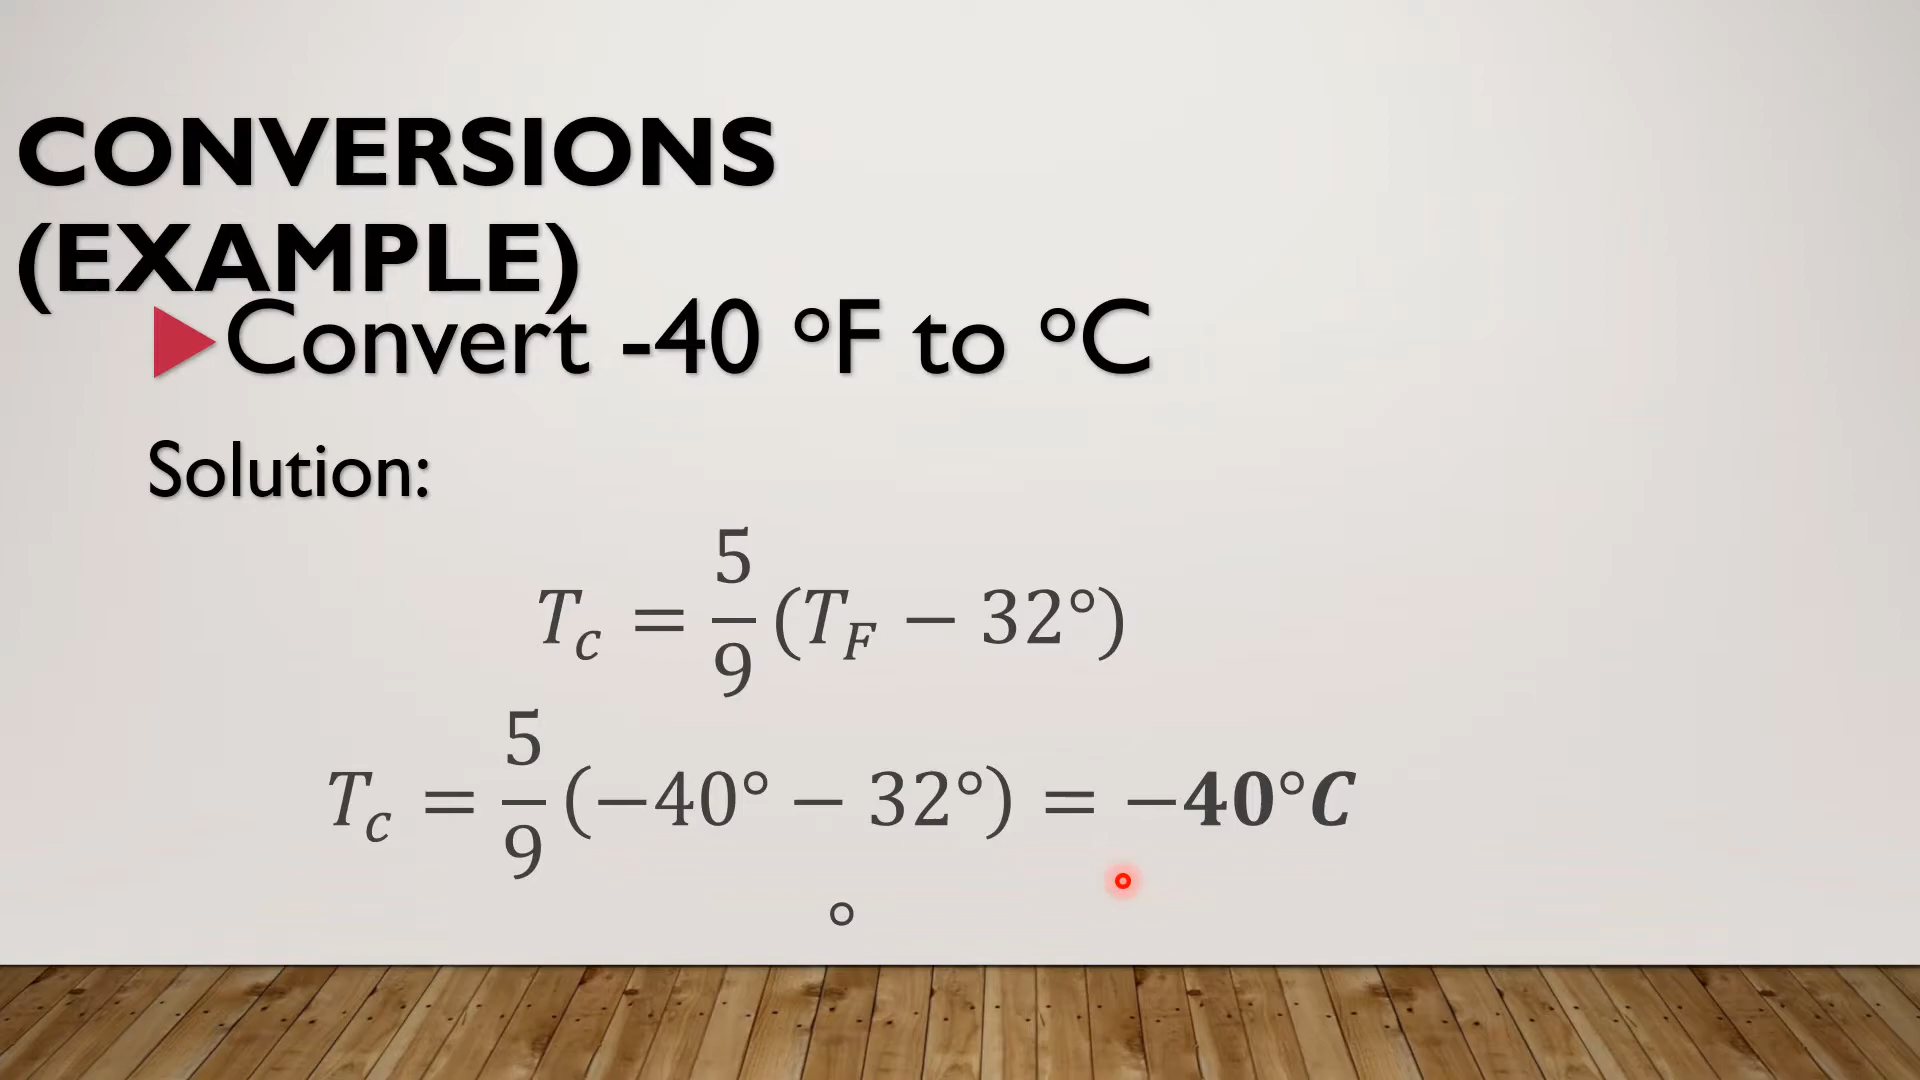 CONVERSIONS
(EXAMPLE)
Convert -40 °F to °C
Solution:
T_c = 5/9 (T_F − 32°)
T_c = 5/9 (−40° − 32°) = −40°C
°